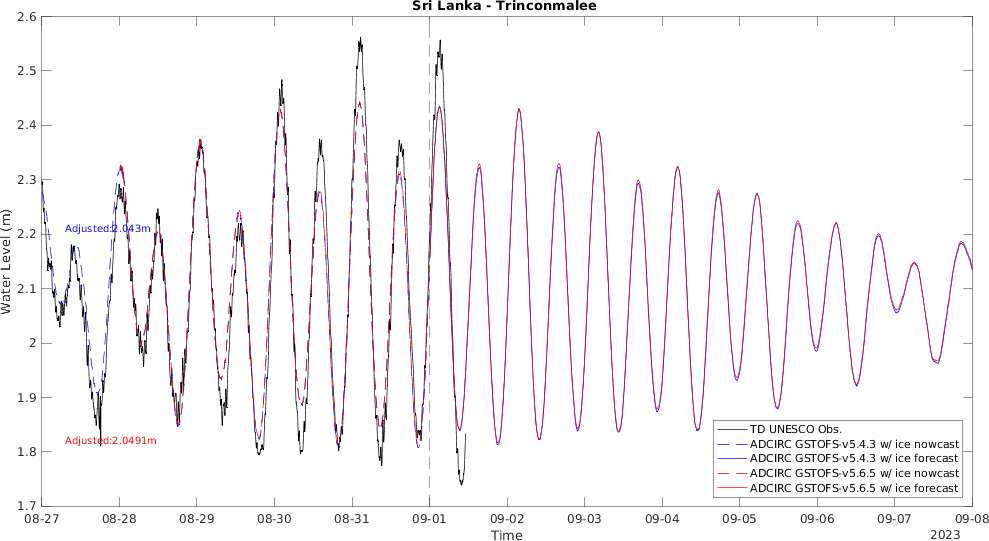 Sri Lanka - Trinconmalee
2.6
2.5
2.4
2.3
2.2
2.1
2
1.9
1.8
1.7
Water Level (m)
Adjusted:2.043m
Adjusted:2.0491m
TD UNESCO Obs.
ADCIRC GSTOFS-v5.4.3 w/ ice nowcast
ADCIRC GSTOFS-v5.4.3 w/ ice forecast
ADCIRC GSTOFS-v5.6.5 w/ ice nowcast
ADCIRC GSTOFS-v5.6.5 w/ ice forecast
08-27 08-28 08-29 08-30 08-31 09-01 09-02 09-03 09-04 09-05 09-06 09-07 09-08
Time
2023